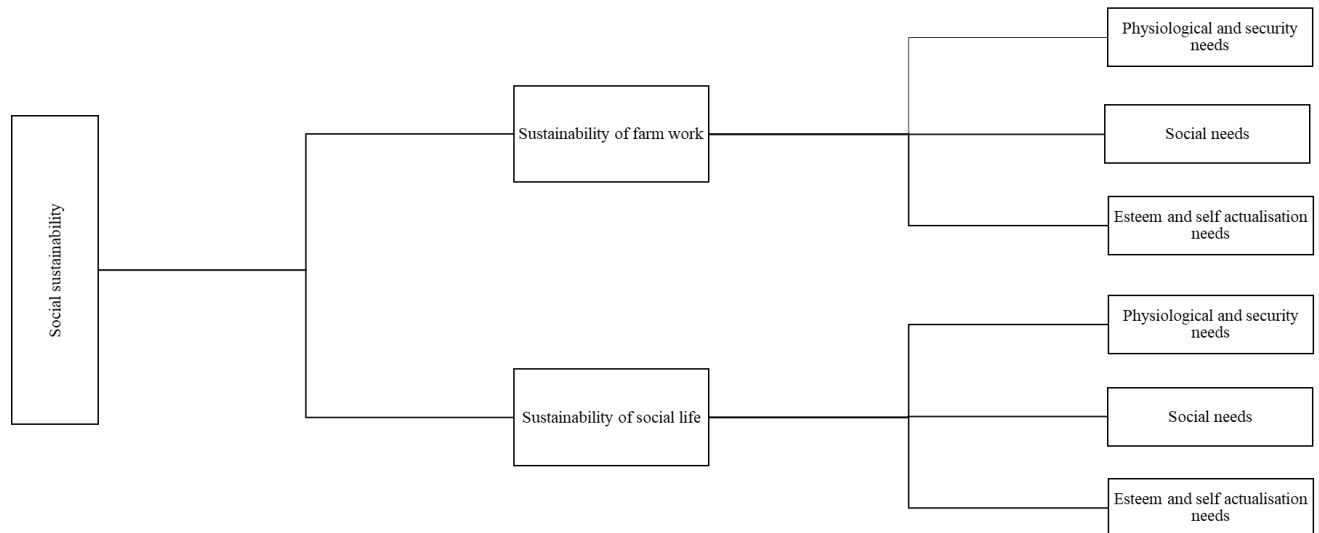 Social sustainability
Sustainability of farm work
Physiological and security
needs
Social needs
Esteem and self actualisation
needs
Sustainability of social life
Physiological and security
needs
Social needs
Esteem and self actualisation
needs